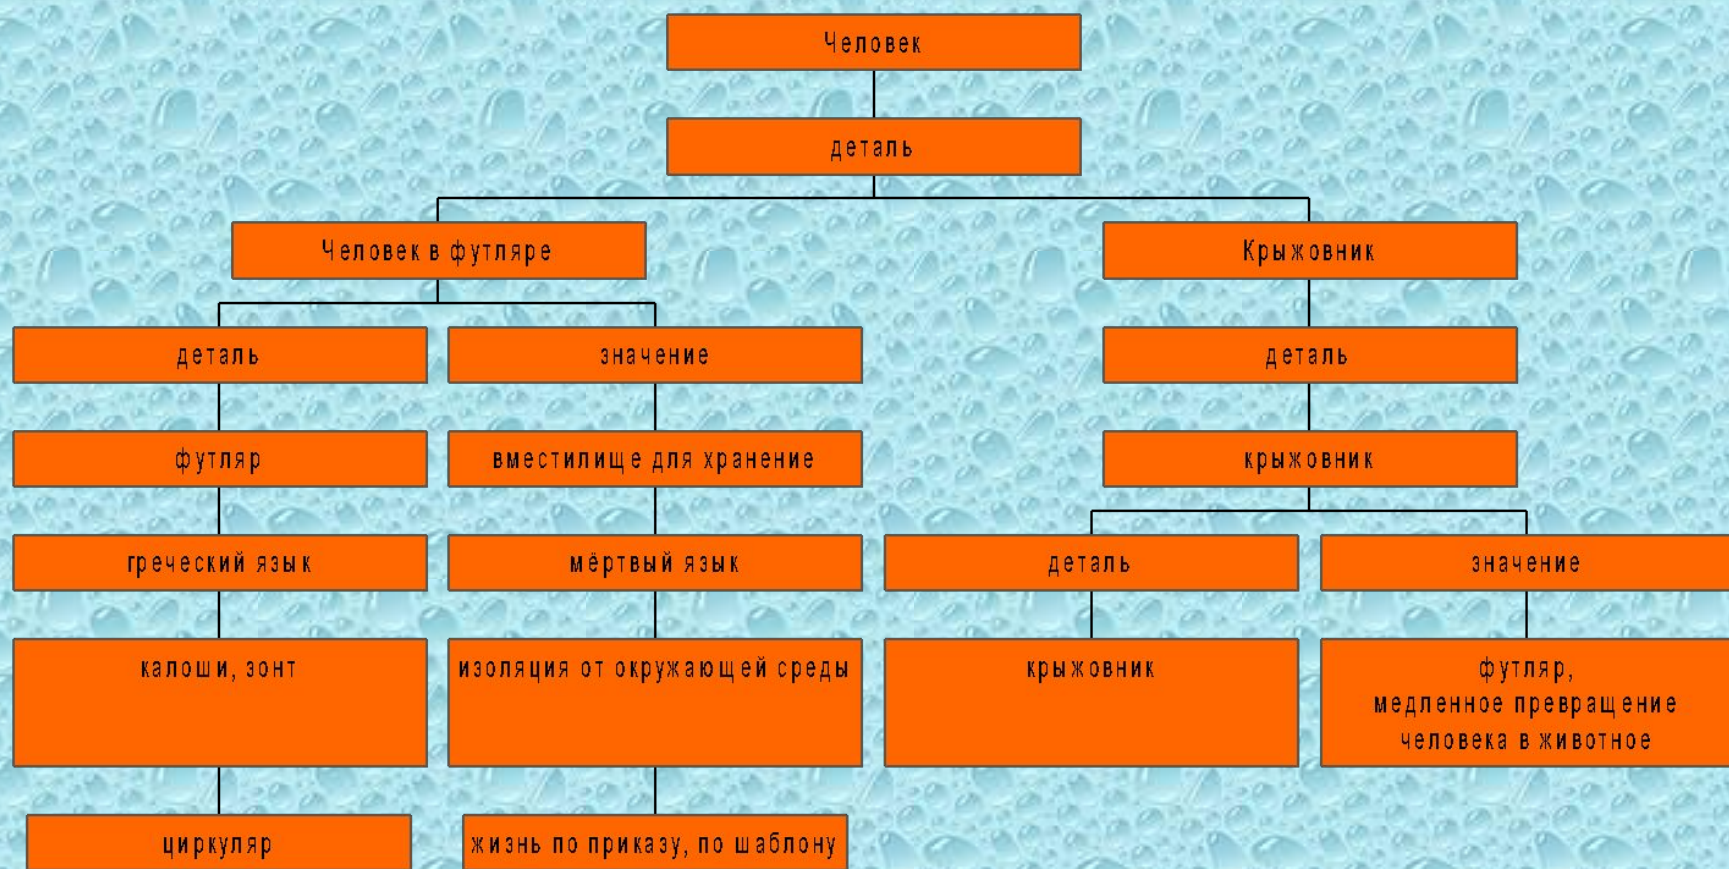 Человек
деталь
Человек в футляре
Крыжовник
деталь
значение
деталь
футляр
вместилище для хранение
крыжовник
греческий язык
мёртвый язык
деталь
значение
калоши, зонт
изоляция от окружающей среды
крыжовник
футляр,
медленное превращение
человека в животное
циркуляр
жизнь по приказу, по шаблону